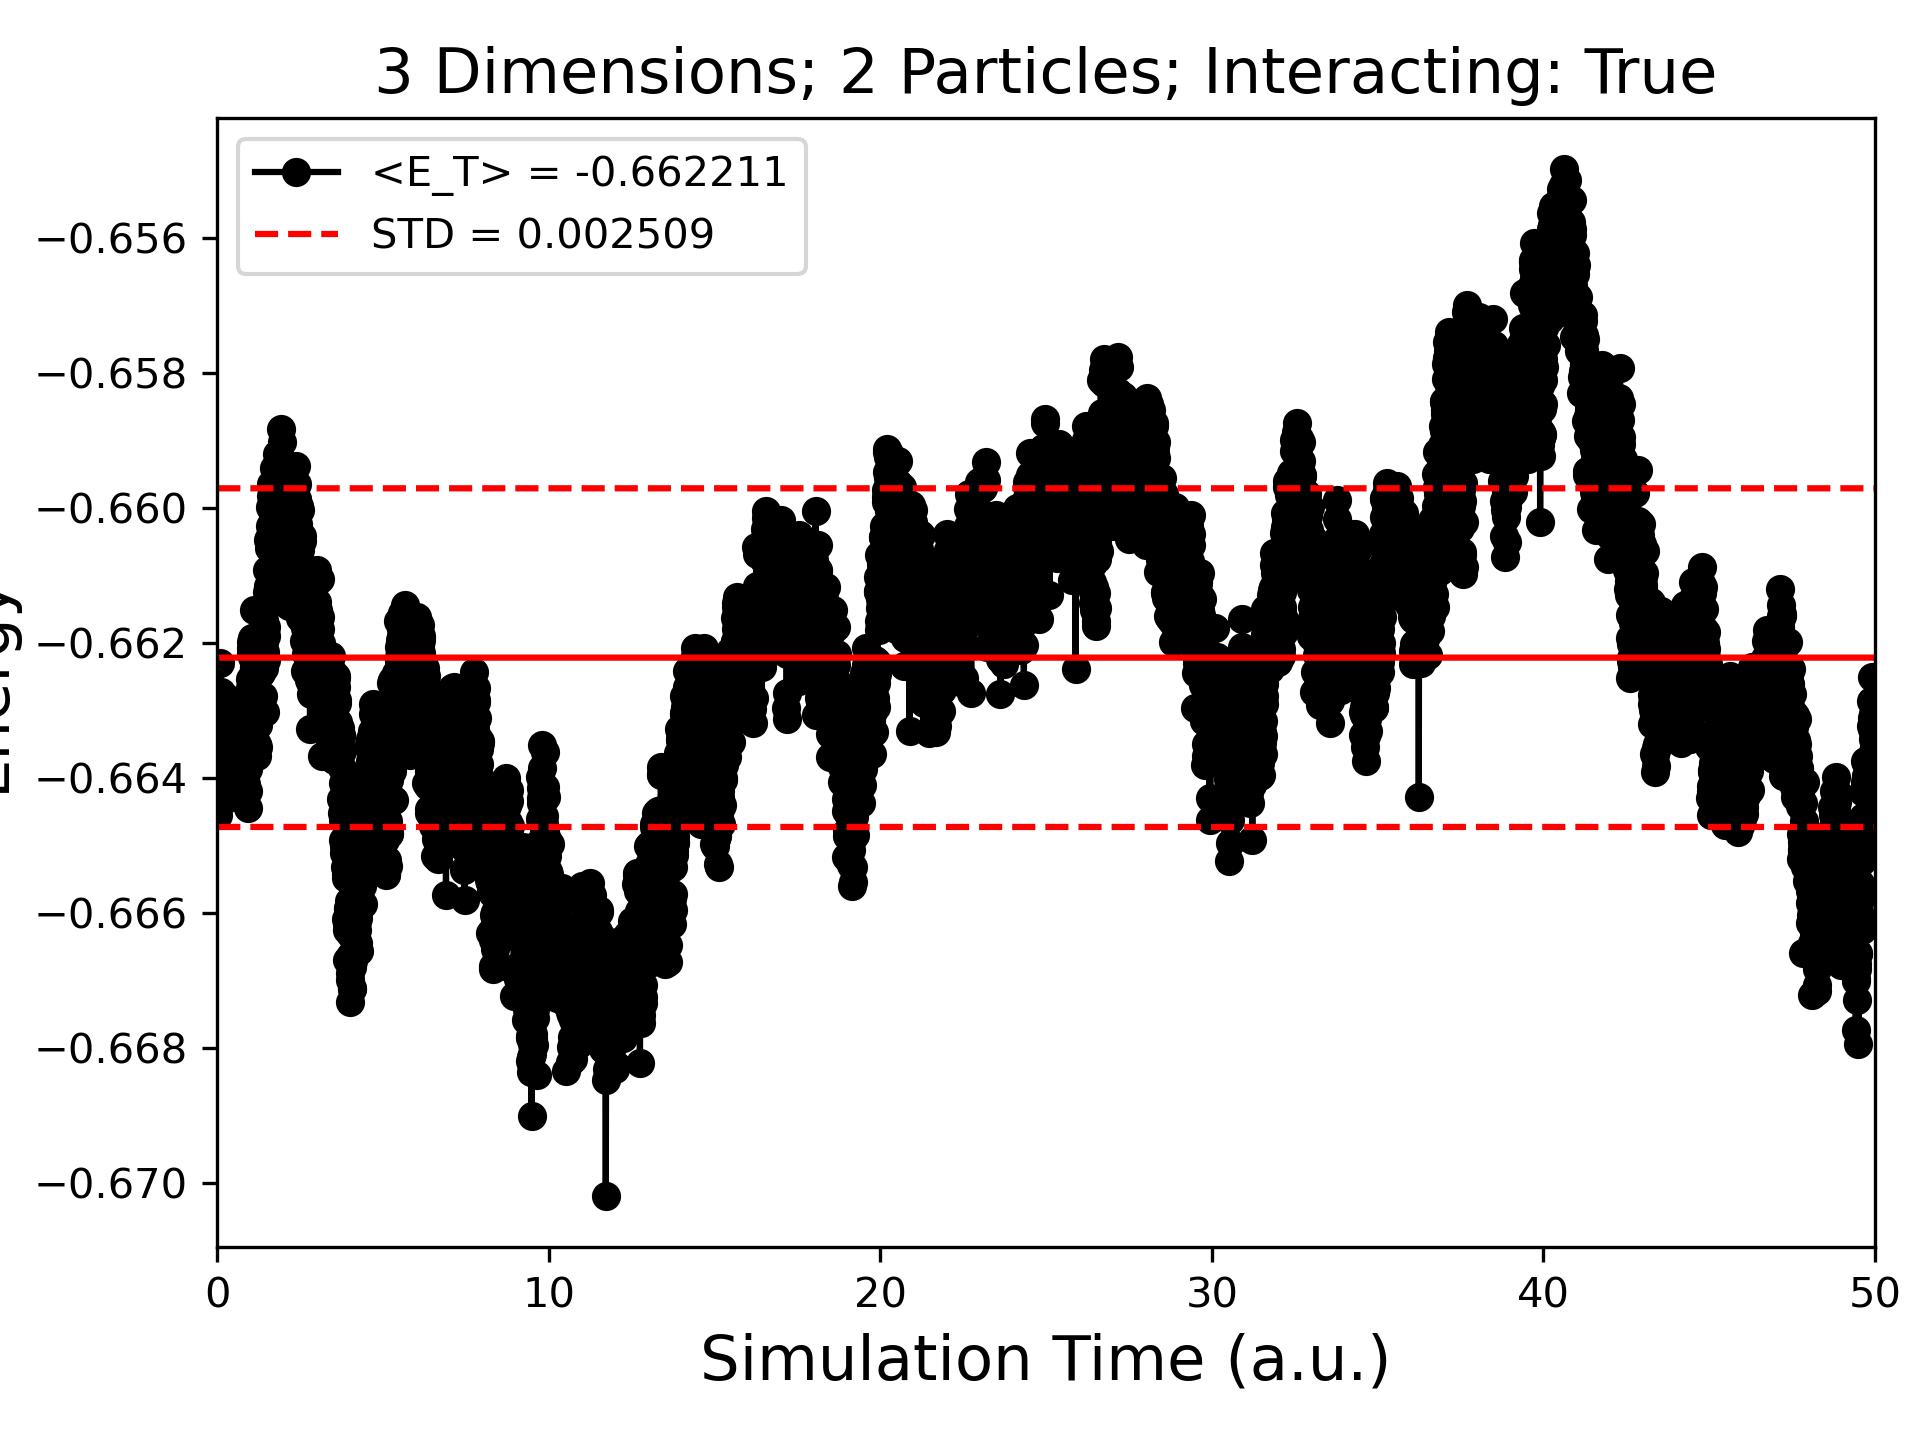 3 Dimensions; 2 Particles; Interacting: True
<E_T> = -0.662211
STD = 0.002509
−0.656
−0.658
−0.660
−0.662
−0.664
−0.666
−0.668
−0.670
Energy
0 10 20 30 40 50
Simulation Time (a.u.)